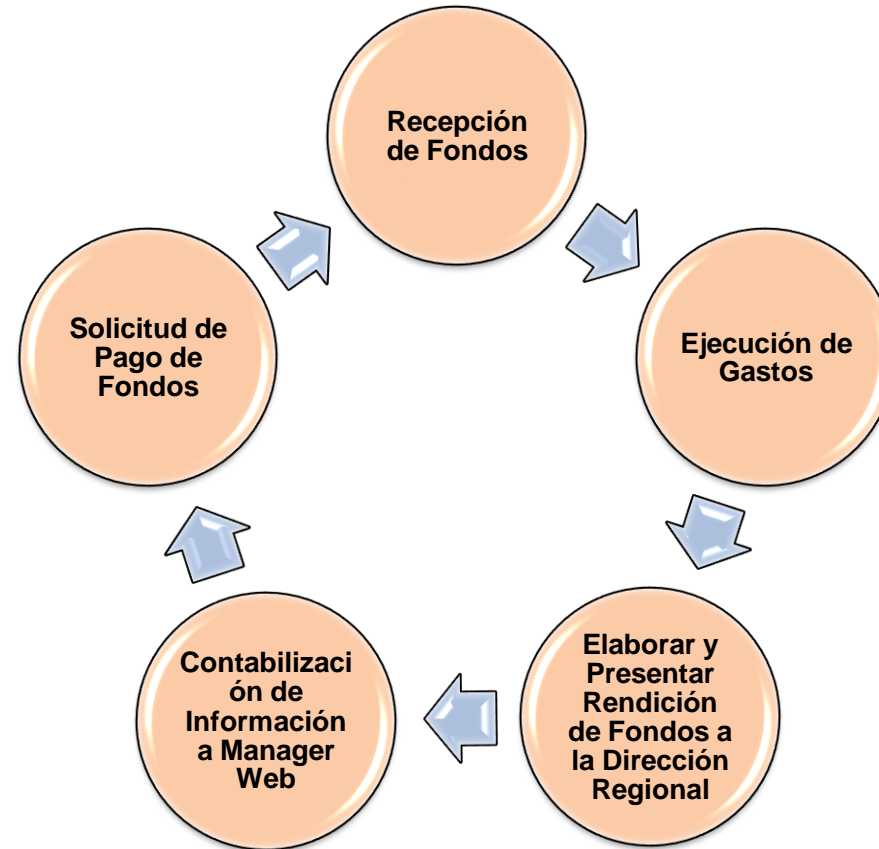 Recepción
de Fondos
Ejecución de
Gastos
Elaborar y
Presentar
Rendición
de Fondos a
la Dirección
Regional
Contabilizaci
ón de
Información
a Manager
Web
Solicitud de
Pago de
Fondos